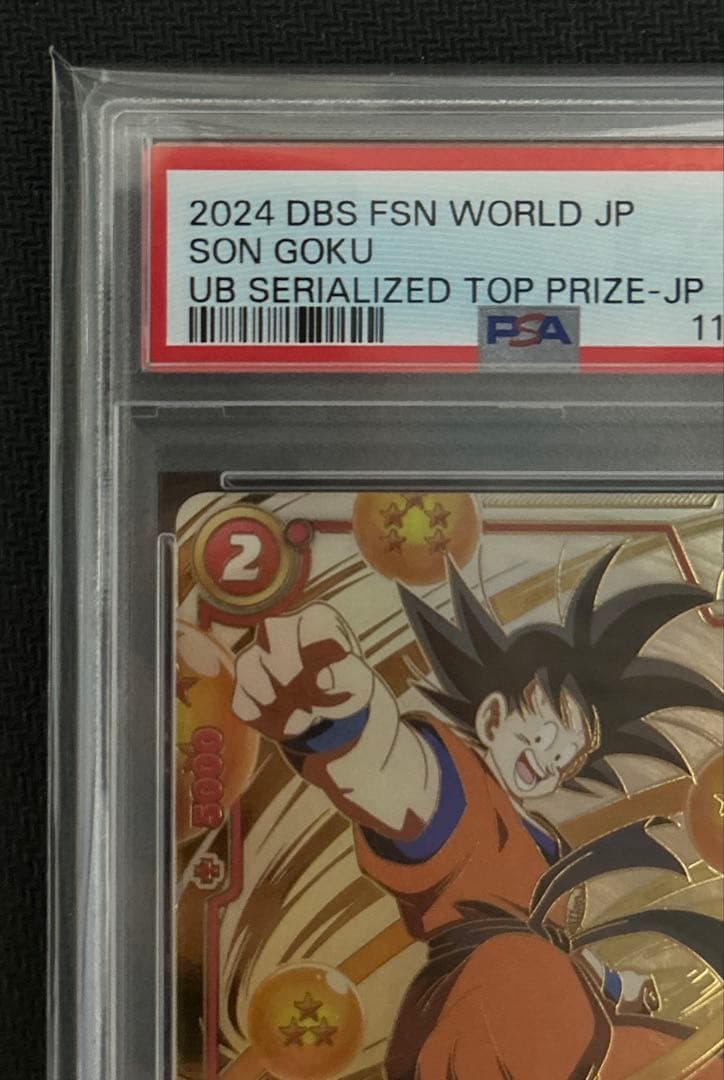 2024 DBS FSN WORLD JP
SON GOKU
UB SERIALIZED TOP PRIZE-JP
PSA
11
2
5000
+